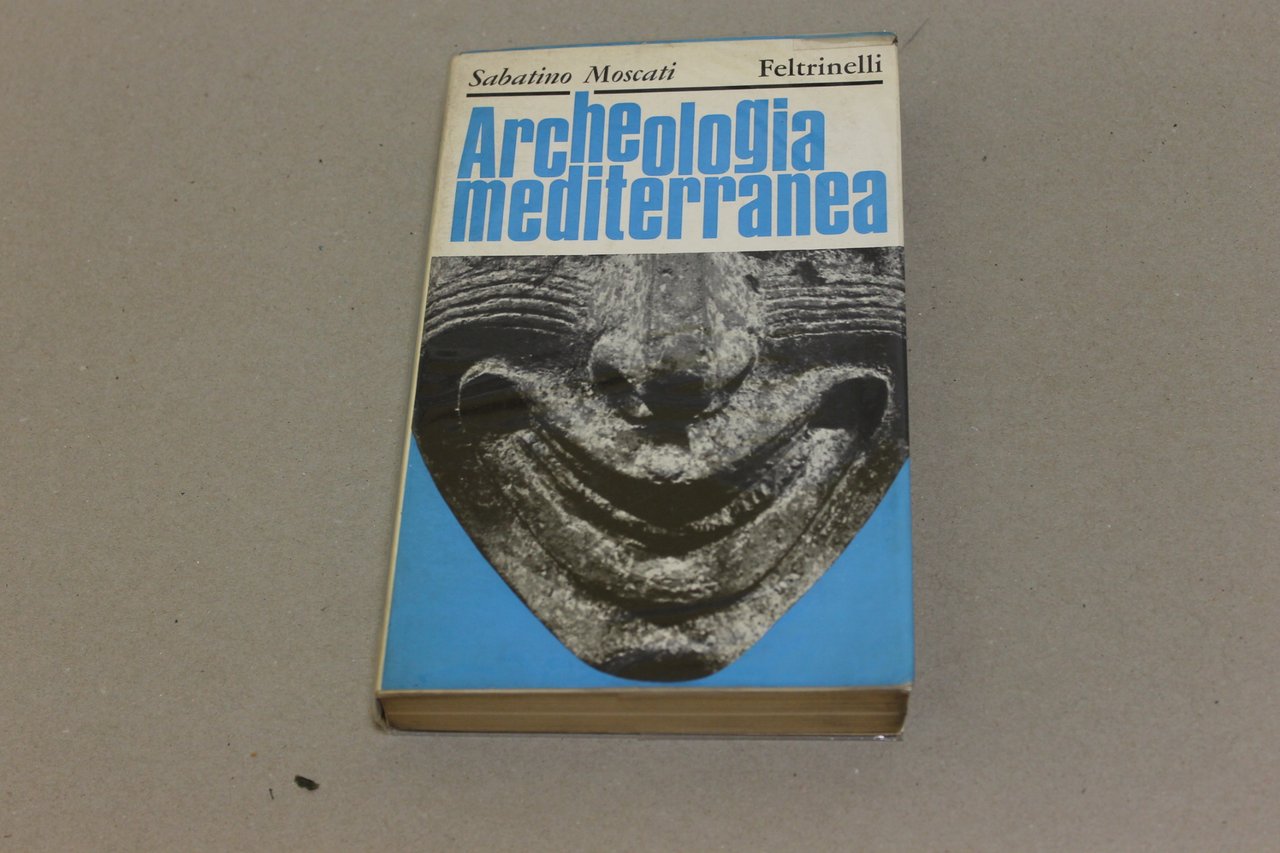 Sabatino Moscati Feltrinelli
Archeologia
mediterranea